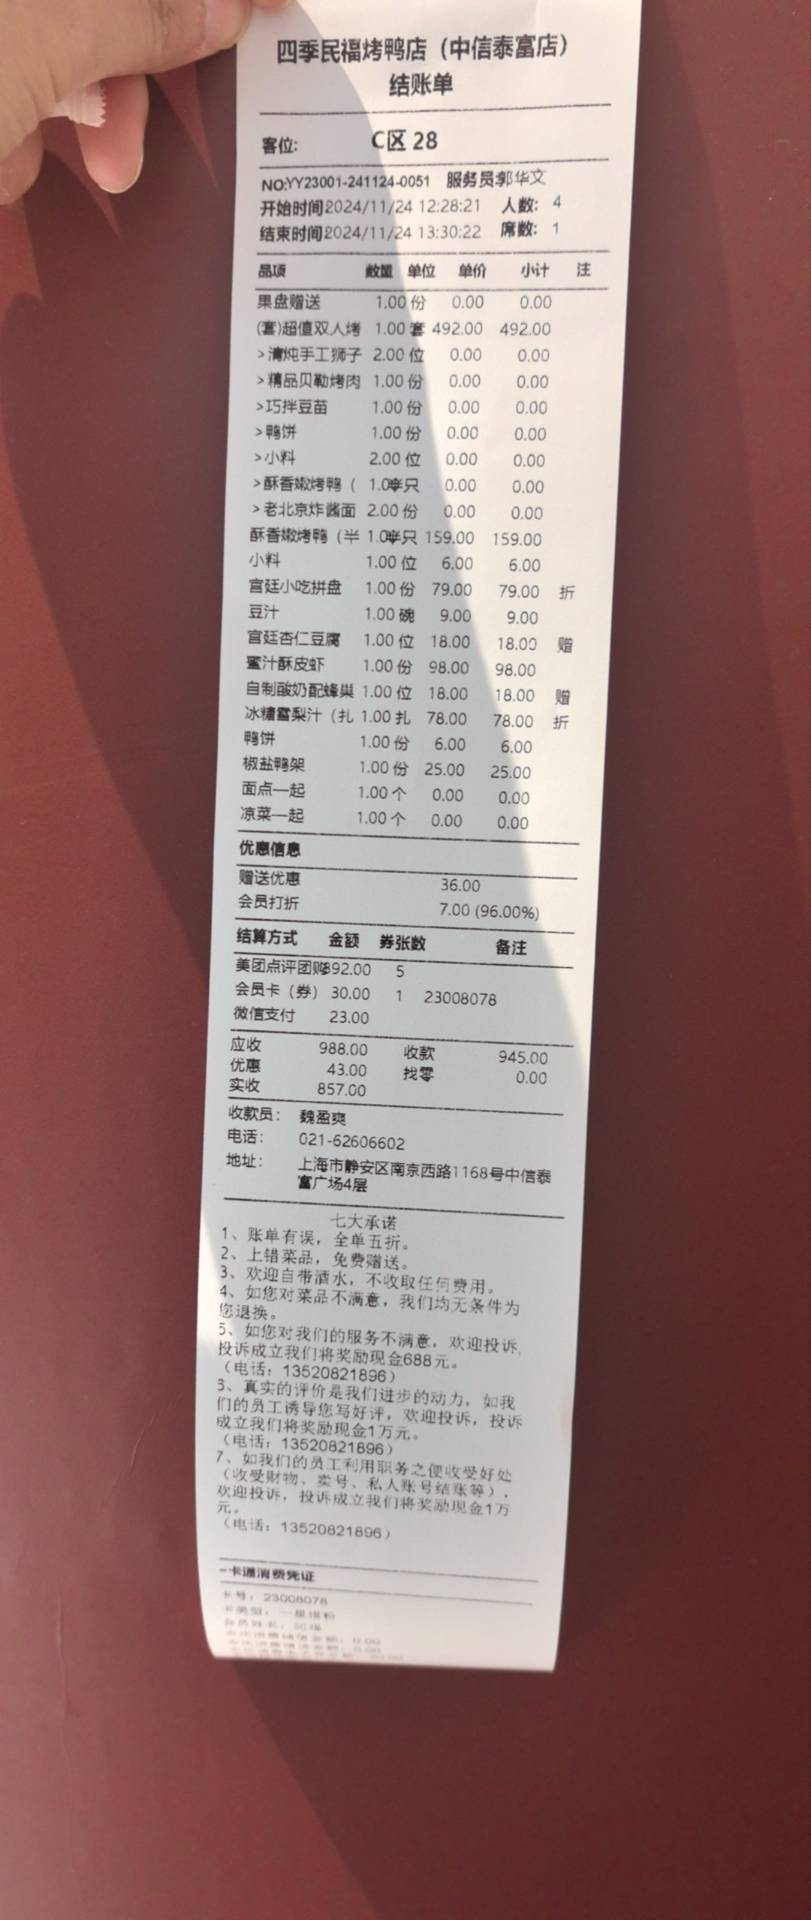 四季民福烤鸭店（中信泰富店）
结账单
客位: C区 28
NO:YY23001-241124-0051 服务员:郭华文
开始时间2024/11/24 12:28:21 人数: 4
结束时间2024/11/24 13:30:22 席数: 1
品项 数量 单位 单价 小计 注
果盘赠送 1.00 份 0.00 0.00
(套)超值双人烤 1.00 套 492.00 492.00
>清炖手工狮子 2.00 位 0.00 0.00
>精品贝勒烤肉 1.00 份 0.00 0.00
>巧拌豆苗 1.00 份 0.00 0.00
>鸭饼 1.00 份 0.00 0.00
>小料 2.00 位 0.00 0.00
>酥香嫩烤鸭（ 1.0半只 0.00 0.00
>老北京炸酱面 2.00 份 0.00 0.00
酥香嫩烤鸭（半 1.0半只 159.00 159.00
小料 1.00 位 6.00 6.00
宫廷小吃拼盘 1.00 份 79.00 79.00 折
豆汁 1.00 碗 9.00 9.00
宫廷杏仁豆腐 1.00 位 18.00 18.00 赠
蜜汁酥皮虾 1.00 份 98.00 98.00
自制酸奶配蜂巢 1.00 位 18.00 18.00 赠
冰糖雪梨汁（扎 1.00 扎 78.00 78.00 折
鸭饼 1.00 份 6.00 6.00
椒盐鸭架 1.00 份 25.00 25.00
面点一起 1.00 个 0.00 0.00
凉菜一起 1.00 个 0.00 0.00
优惠信息
赠送优惠 36.00
会员打折 7.00 (96.00%)
结算方式 金额 券张数 备注
美团点评团购892.00 5
会员卡（券） 30.00 1 23008078
微信支付 23.00
应收 988.00 收款 945.00
优惠 43.00 找零 0.00
实收 857.00
收款员: 魏盈爽
电话: 021-62606602
地址: 上海市静安区南京西路1168号中信泰
富广场4层
七大承诺
1、账单有误，全单五折。
2、上错菜品，免费赠送。
3、欢迎自带酒水，不收取任何费用。
4、如您对菜品不满意，我们均无条件为
您退换。
5、如您对我们的服务不满意，欢迎投诉,
投诉成立我们将奖励现金688元。
（电话：13520821896）
6、真实的评价是我们进步的动力，如我
们的员工诱导您写好评，欢迎投诉，投诉
成立我们将奖励现金1万元。
（电话：13520821896）
7、如我们的员工利用职务之便收受好处
（收受财物、卖号、私人账号结账等），
欢迎投诉，投诉成立我们将奖励现金1万
元。
（电话：13520821896）
一卡通消费凭证
卡号：23008078
卡类型：一星福粉